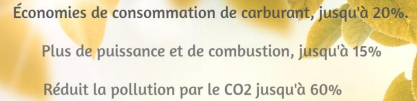 Économies de consommation de carburant, jusqu'à 20%.
Plus de puissance et de combustion, jusqu'à 15%
Réduit la pollution par le CO2 jusqu'à 60%